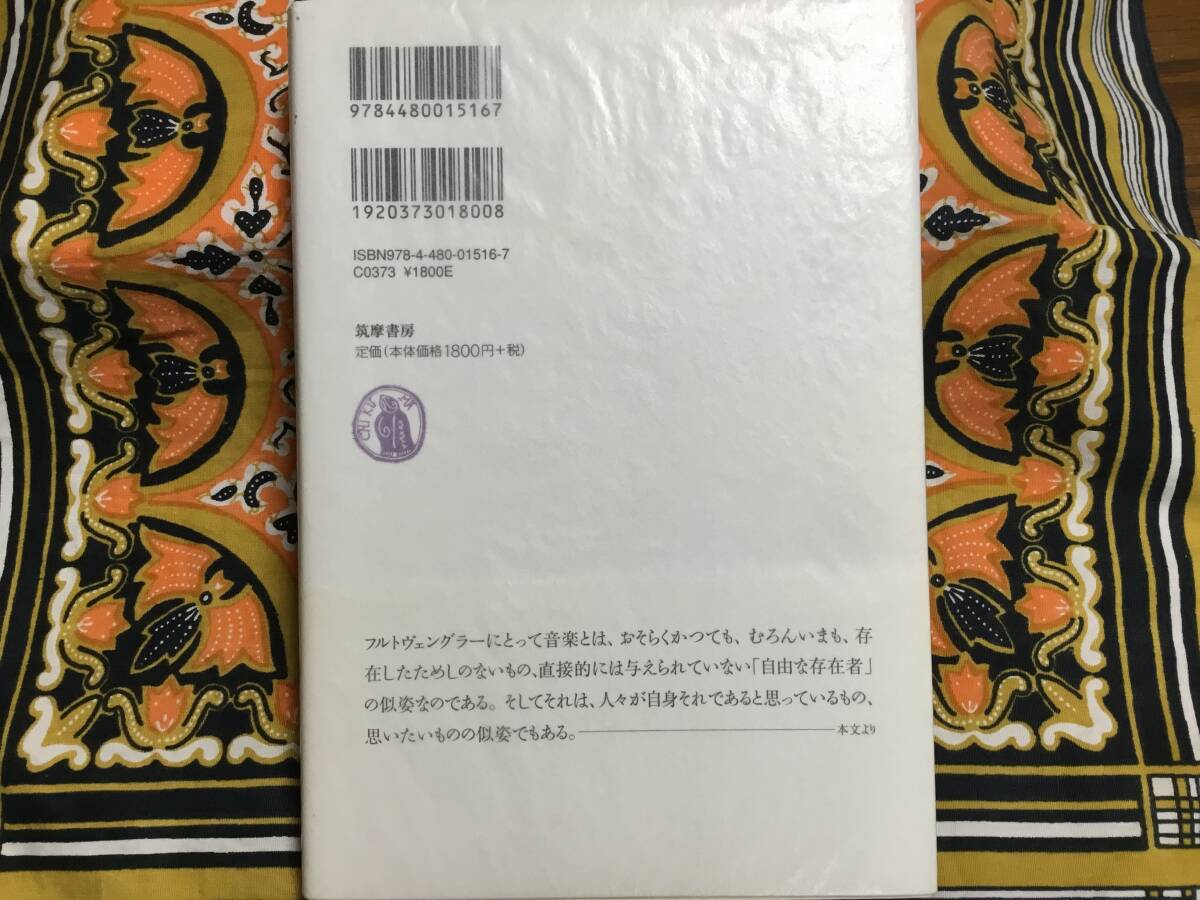 9784480015167
1920373018008
ISBN978-4-480-01516-7
C0373 ¥1800E
筑摩書房
定価(本体価格1800円+税)
CHIKUMA
フルトヴェングラーにとって音楽とは、おそらくかつても、むろんいまも、存
在したためしのないもの、直接的には与えられていない「自由な存在者」
の似姿なのである。そしてそれは、人々が自身それであると思っているもの、
思いたいものの似姿でもある。——本文より